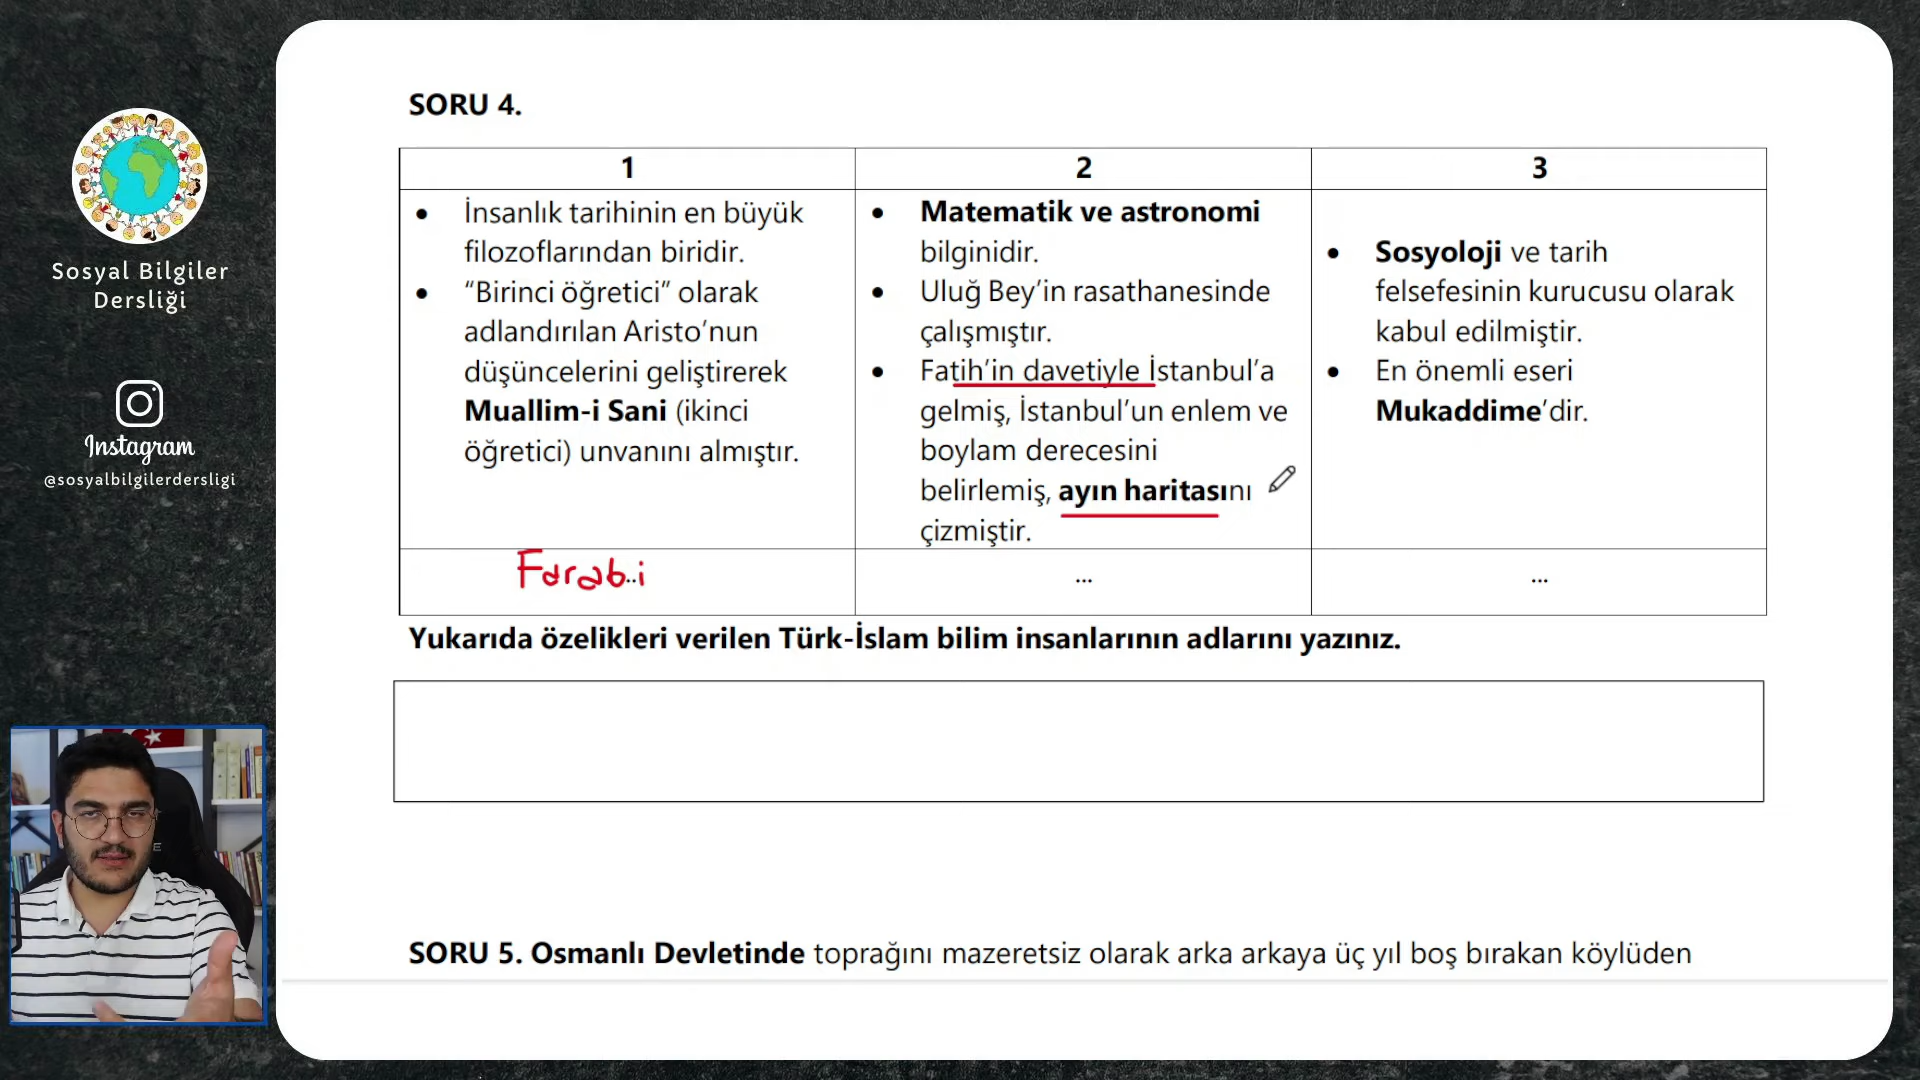 Sosyal Bilgiler
Dersliği
Instagram
@sosyalbilgilerdersligi
SORU 4.
1
2
3
• İnsanlık tarihinin en büyük
filozoflarından biridir.
• “Birinci öğretici” olarak
adlandırılan Aristo’nun
düşüncelerini geliştirerek
Muallim-i Sani (ikinci
öğretici) unvanını almıştır.
• Matematik ve astronomi
bilginidir.
• Uluğ Bey’in rasathanesinde
çalışmıştır.
• Fatih’in davetiyle İstanbul’a
gelmiş, İstanbul’un enlem ve
boylam derecesini
belirlemiş, ayın haritasını
çizmiştir.
• Sosyoloji ve tarih
felsefesinin kurucusu olarak
kabul edilmiştir.
• En önemli eseri
Mukaddime’dir.
Farabi
...
...
Yukarıda özelikleri verilen Türk-İslam bilim insanlarının adlarını yazınız.
SORU 5. Osmanlı Devletinde toprağını mazeretsiz olarak arka arkaya üç yıl boş bırakan köylüden